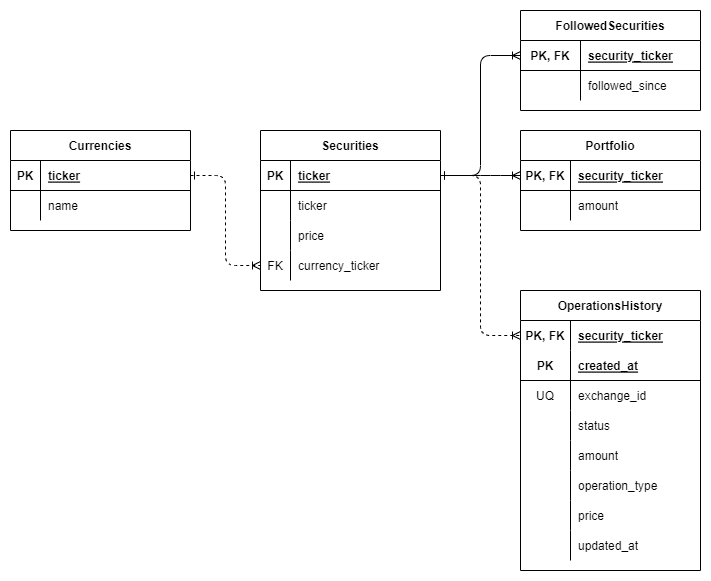 FollowedSecurities
PK, FK security_ticker
followed_since
Currencies
PK ticker
name
Securities
PK ticker
ticker
price
FK currency_ticker
Portfolio
PK, FK security_ticker
amount
OperationsHistory
PK, FK security_ticker
PK created_at
UQ exchange_id
status
amount
operation_type
price
updated_at